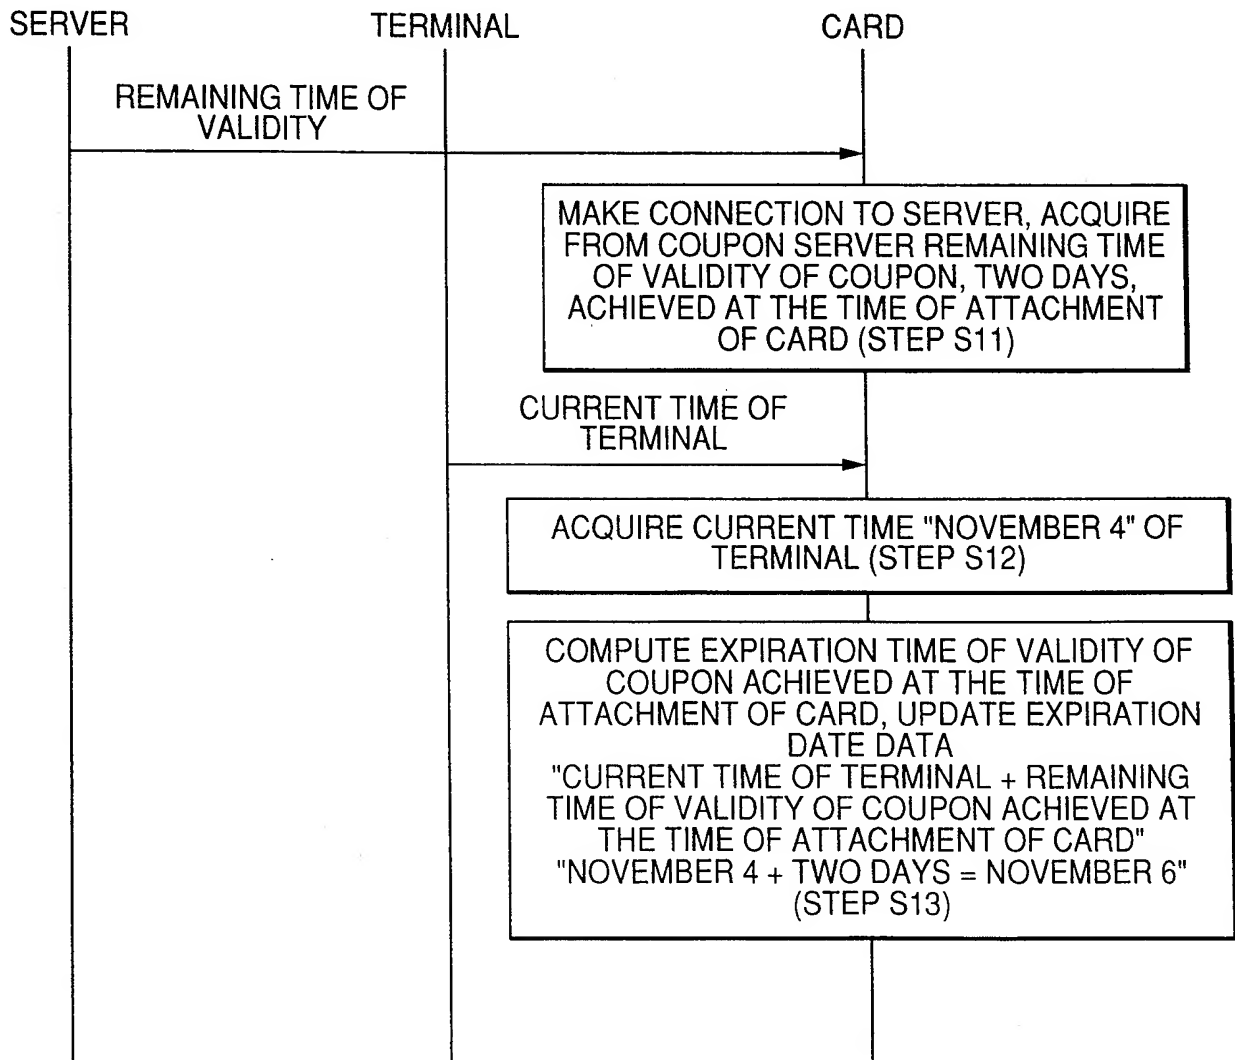 SERVER TERMINAL CARD
REMAINING TIME OF
VALIDITY
MAKE CONNECTION TO SERVER, ACQUIRE
FROM COUPON SERVER REMAINING TIME
OF VALIDITY OF COUPON, TWO DAYS,
ACHIEVED AT THE TIME OF ATTACHMENT
OF CARD (STEP S11)
CURRENT TIME OF
TERMINAL
ACQUIRE CURRENT TIME "NOVEMBER 4" OF
TERMINAL (STEP S12)
COMPUTE EXPIRATION TIME OF VALIDITY OF
COUPON ACHIEVED AT THE TIME OF
ATTACHMENT OF CARD, UPDATE EXPIRATION
DATE DATA
"CURRENT TIME OF TERMINAL + REMAINING
TIME OF VALIDITY OF COUPON ACHIEVED AT
THE TIME OF ATTACHMENT OF CARD"
"NOVEMBER 4 + TWO DAYS = NOVEMBER 6"
(STEP S13)